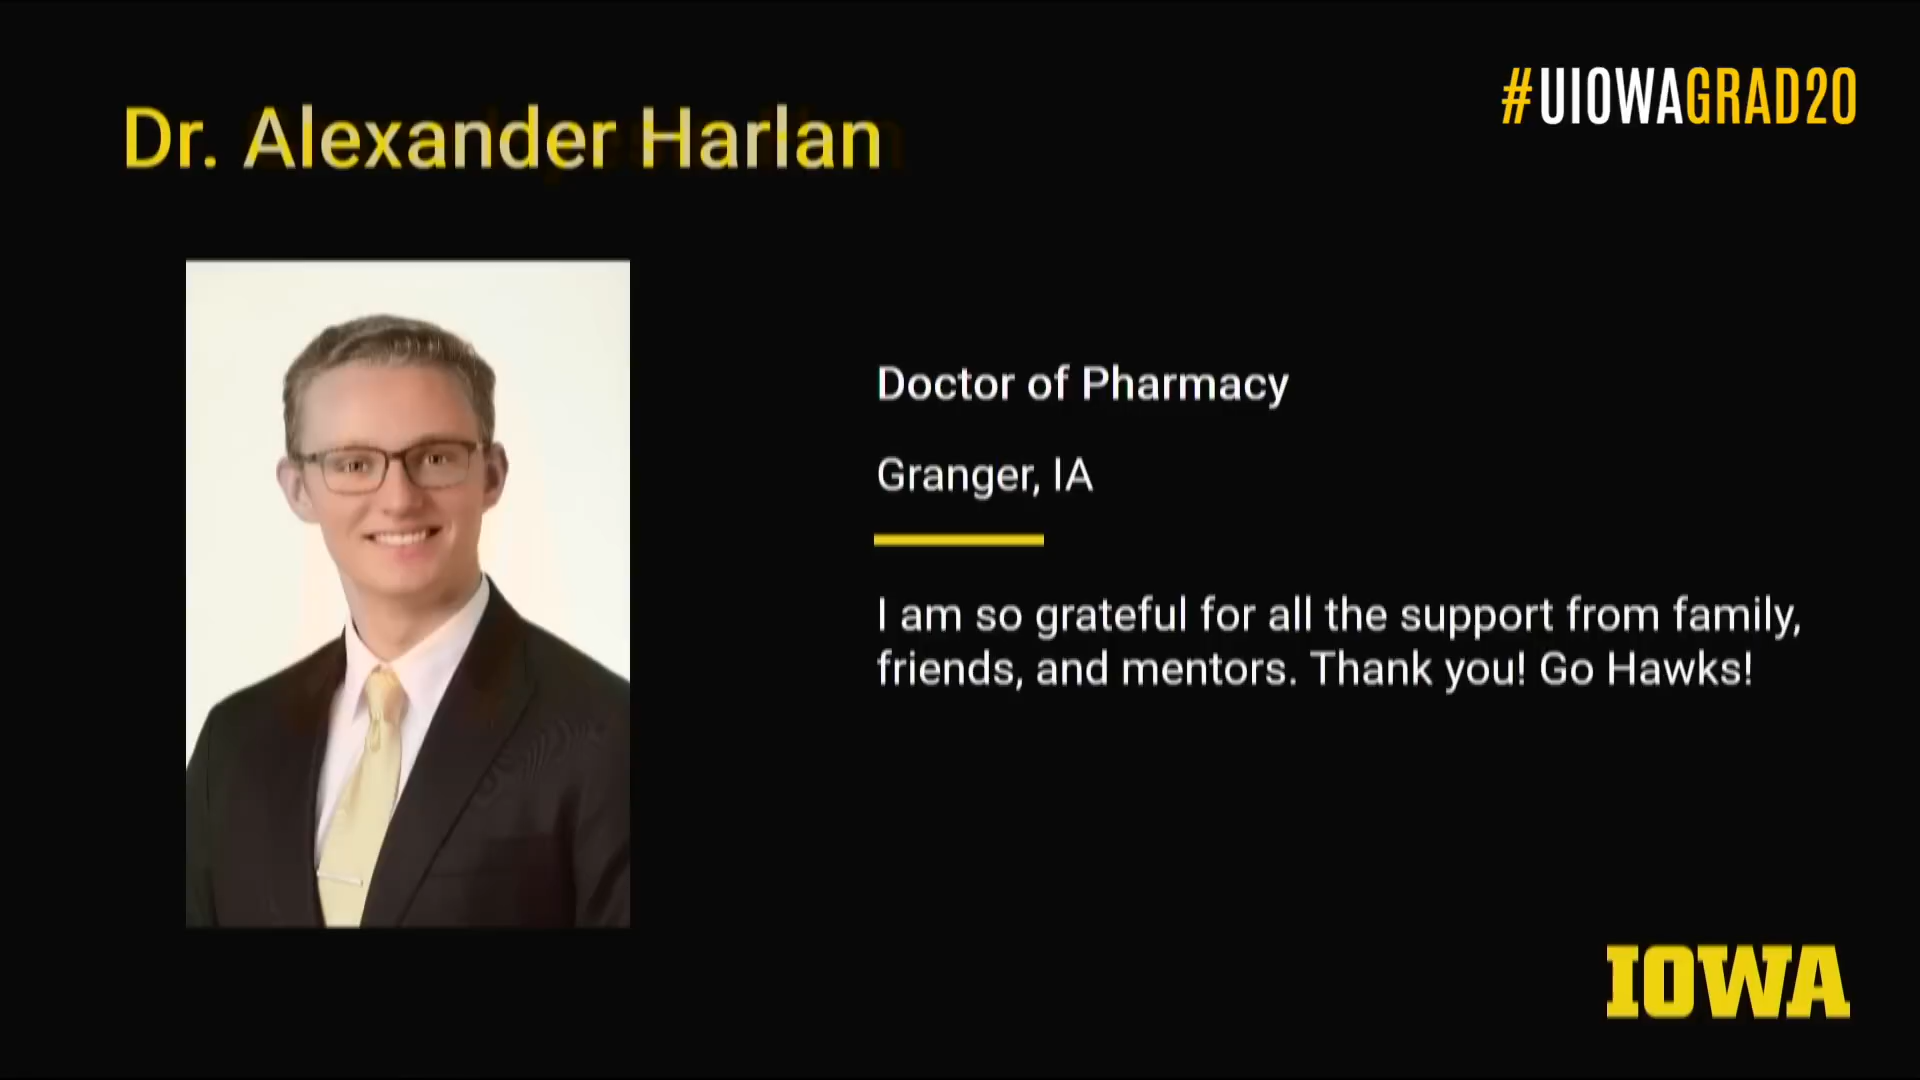 Dr. Alexander Harlan
#UIOWAGRAD20
Doctor of Pharmacy
Granger, IA
I am so grateful for all the support from family,
friends, and mentors. Thank you! Go Hawks!
IOWA